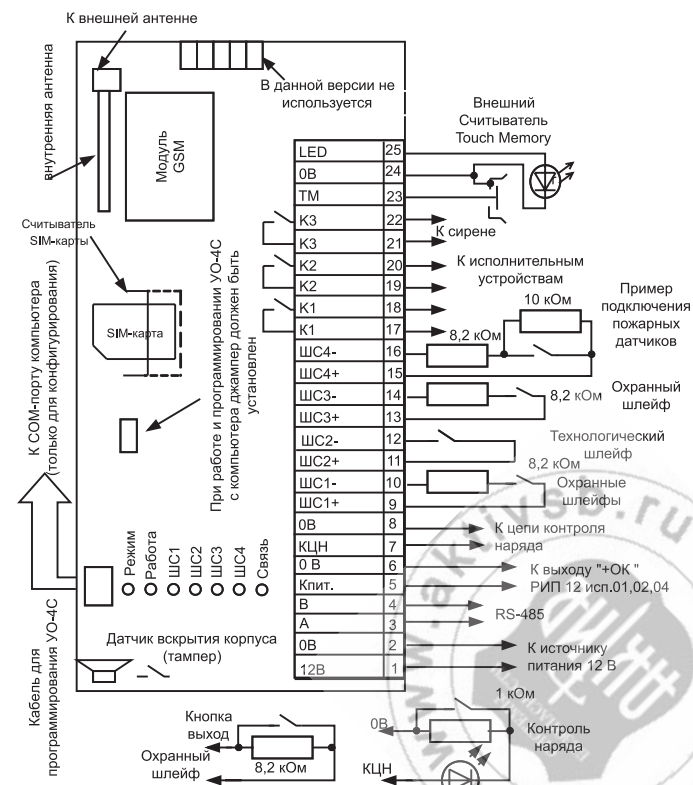 К внешней антенне
внутренняя антенна
В данной версии не
используется
Модуль
GSM
Считыватель
SIM-карты
SIM-карта
К COM-порту компьютера
(только для конфигурирования)
При работе и программировании УО-4С
с компьютера джампер должен быть
установлен
Режим
Работа
ШС1
ШС2
ШС3
ШС4
Связь
Датчик вскрытия корпуса
(тампер)
Кабель для
программирования УО-4С
LED 25
0В 24
ТМ 23
К3 22
К3 21
К2 20
К2 19
К1 18
К1 17
ШС4- 16
ШС4+ 15
ШС3- 14
ШС3+ 13
ШС2- 12
ШС2+ 11
ШС1- 10
ШС1+ 9
0В 8
КЦН 7
0 В 6
Кпит. 5
В 4
А 3
0В 2
12В 1
Внешний
Считыватель
Touch Memory
К сирене
К исполнительным
устройствам
10 кОм
8,2 кОм
Пример
подключения
пожарных
датчиков
8,2 кОм
Охранный
шлейф
Технологический
шлейф
8,2 кОм
Охранные
шлейфы
К цепи контроля
наряда
К выходу "+ОК "
РИП 12 исп.01,02,04
RS-485
К источнику
питания 12 В
Кнопка
выход
Охранный
шлейф
8,2 кОм
1 кОм
0В
КЦН
Контроль
наряда
www.aktivsb.ru